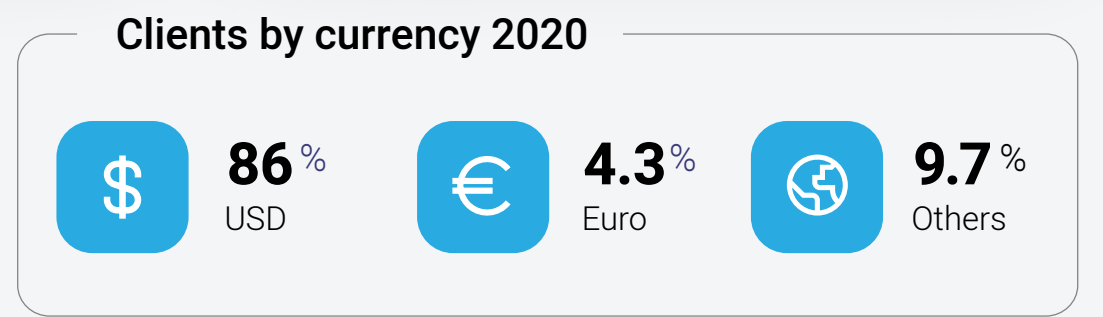 Clients by currency 2020
$ 86 % € 4.3 % 9.7 %
USD Euro Others